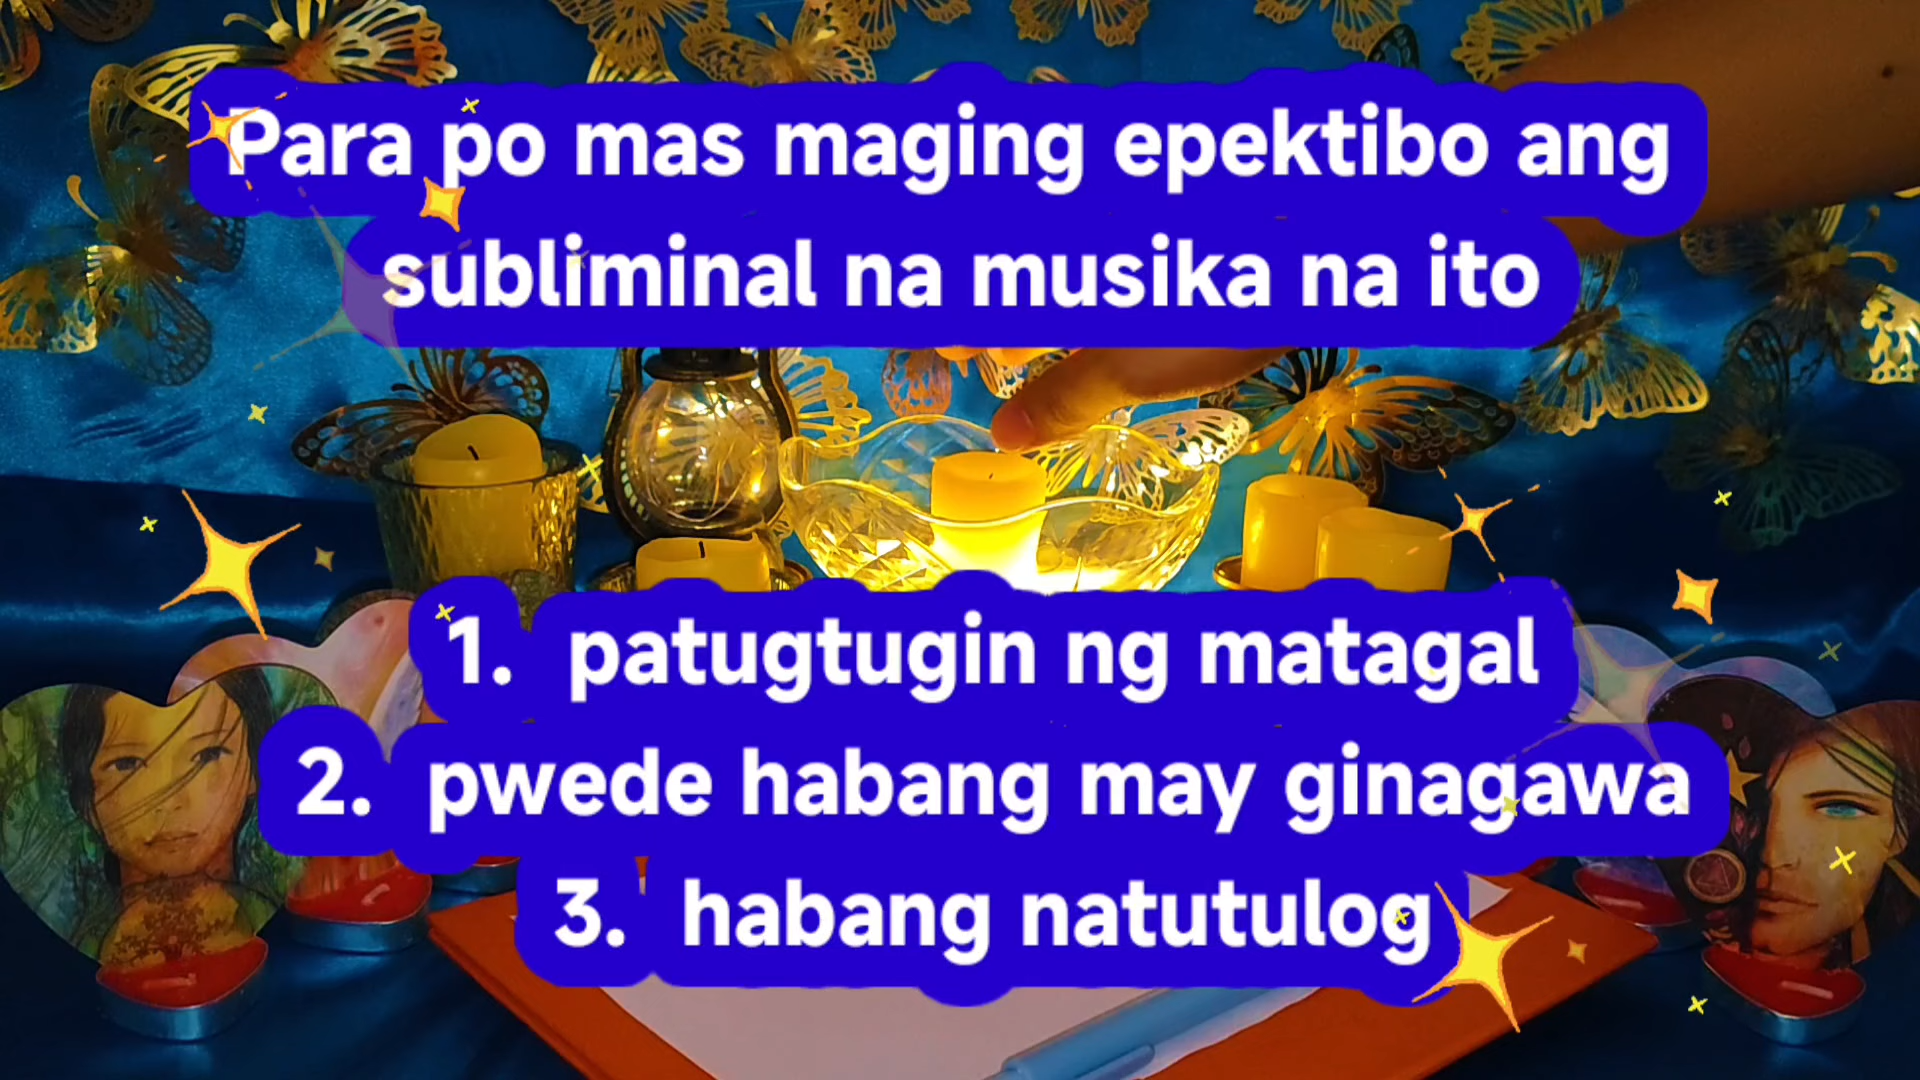 Para po mas maging epektibo ang
subliminal na musika na ito
1. patugtugin ng matagal
2. pwede habang may ginagawa
3. habang natutulog